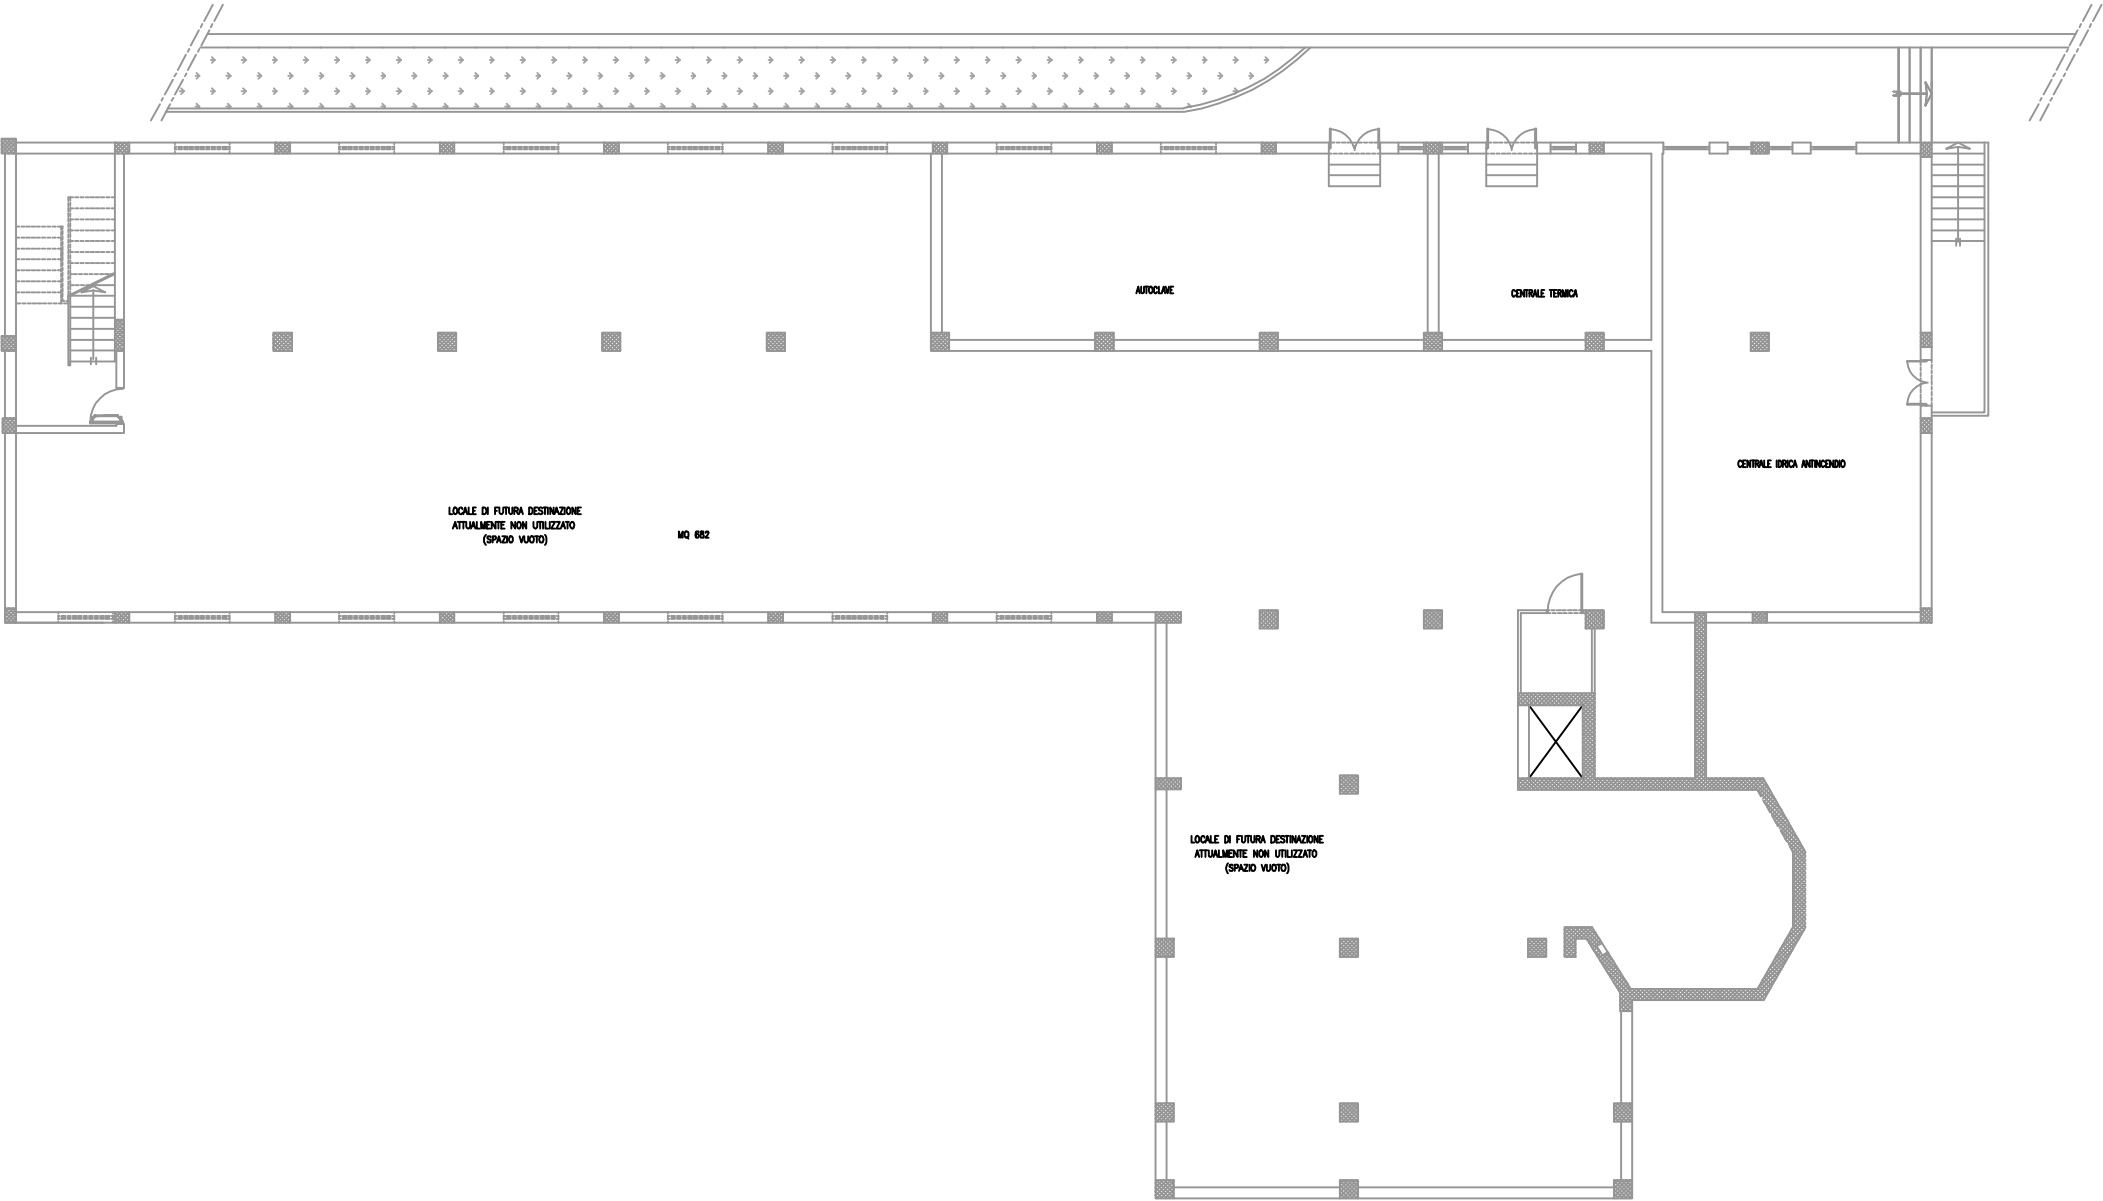 AUTOCLAVE
CENTRALE TERMICA
CENTRALE IDRICA ANTINCENDIO
LOCALE DI FUTURA DESTINAZIONE
ATTUALMENTE NON UTILIZZATO
(SPAZIO VUOTO)
MQ 682
LOCALE DI FUTURA DESTINAZIONE
ATTUALMENTE NON UTILIZZATO
(SPAZIO VUOTO)